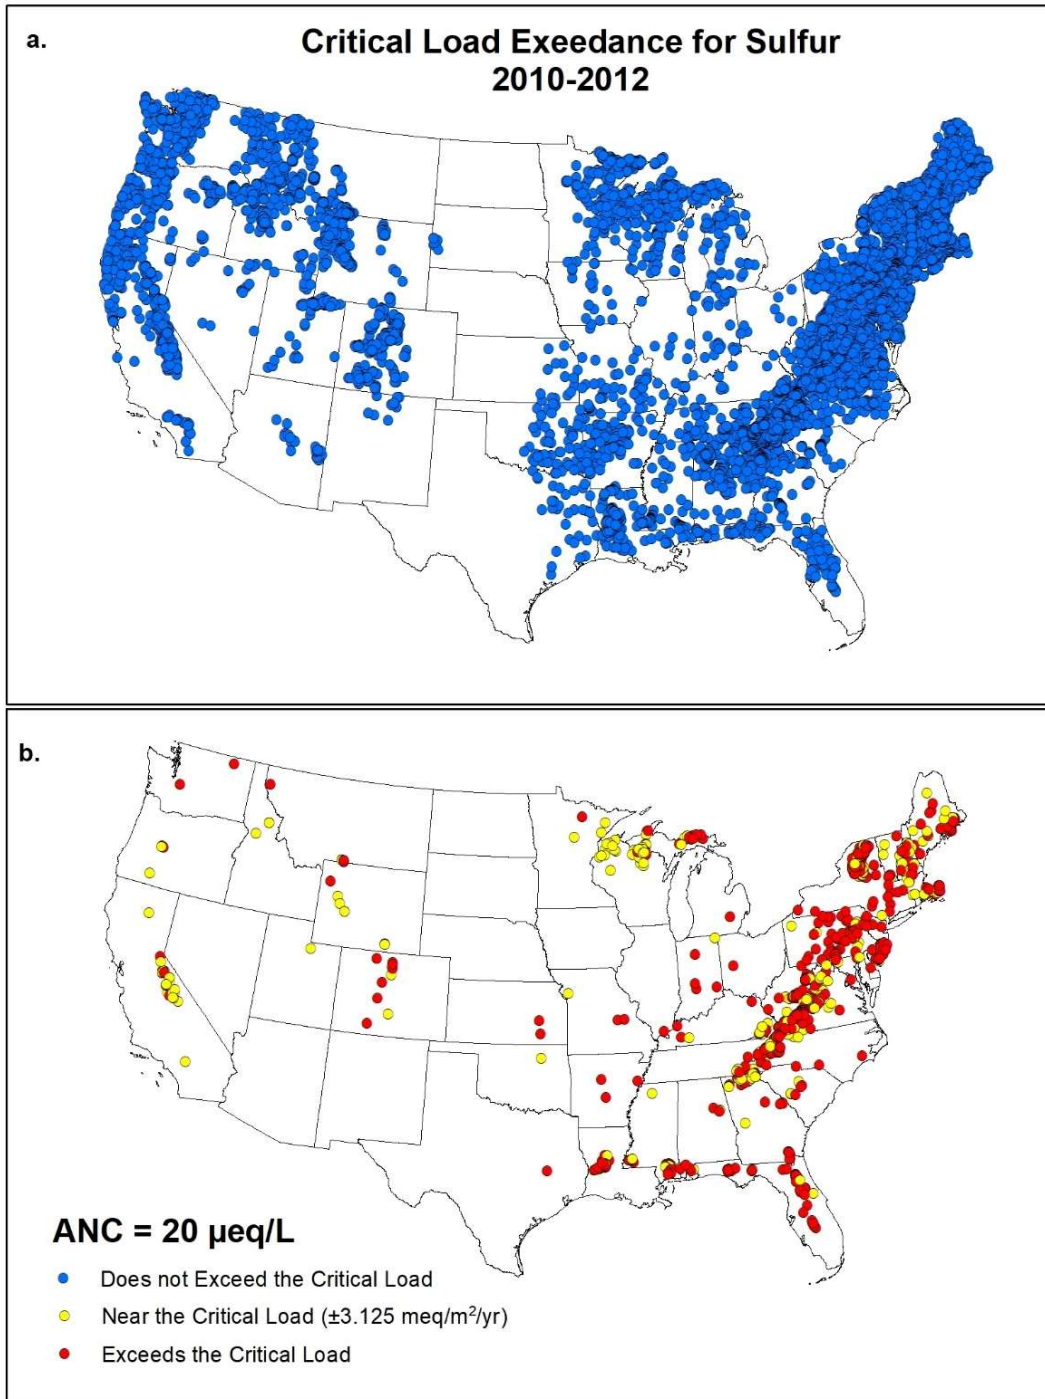 a.
Critical Load Exeedance for Sulfur
2010-2012
b.
ANC = 20 µeq/L
Does not Exceed the Critical Load
Near the Critical Load (±3.125 meq/m²/yr)
Exceeds the Critical Load